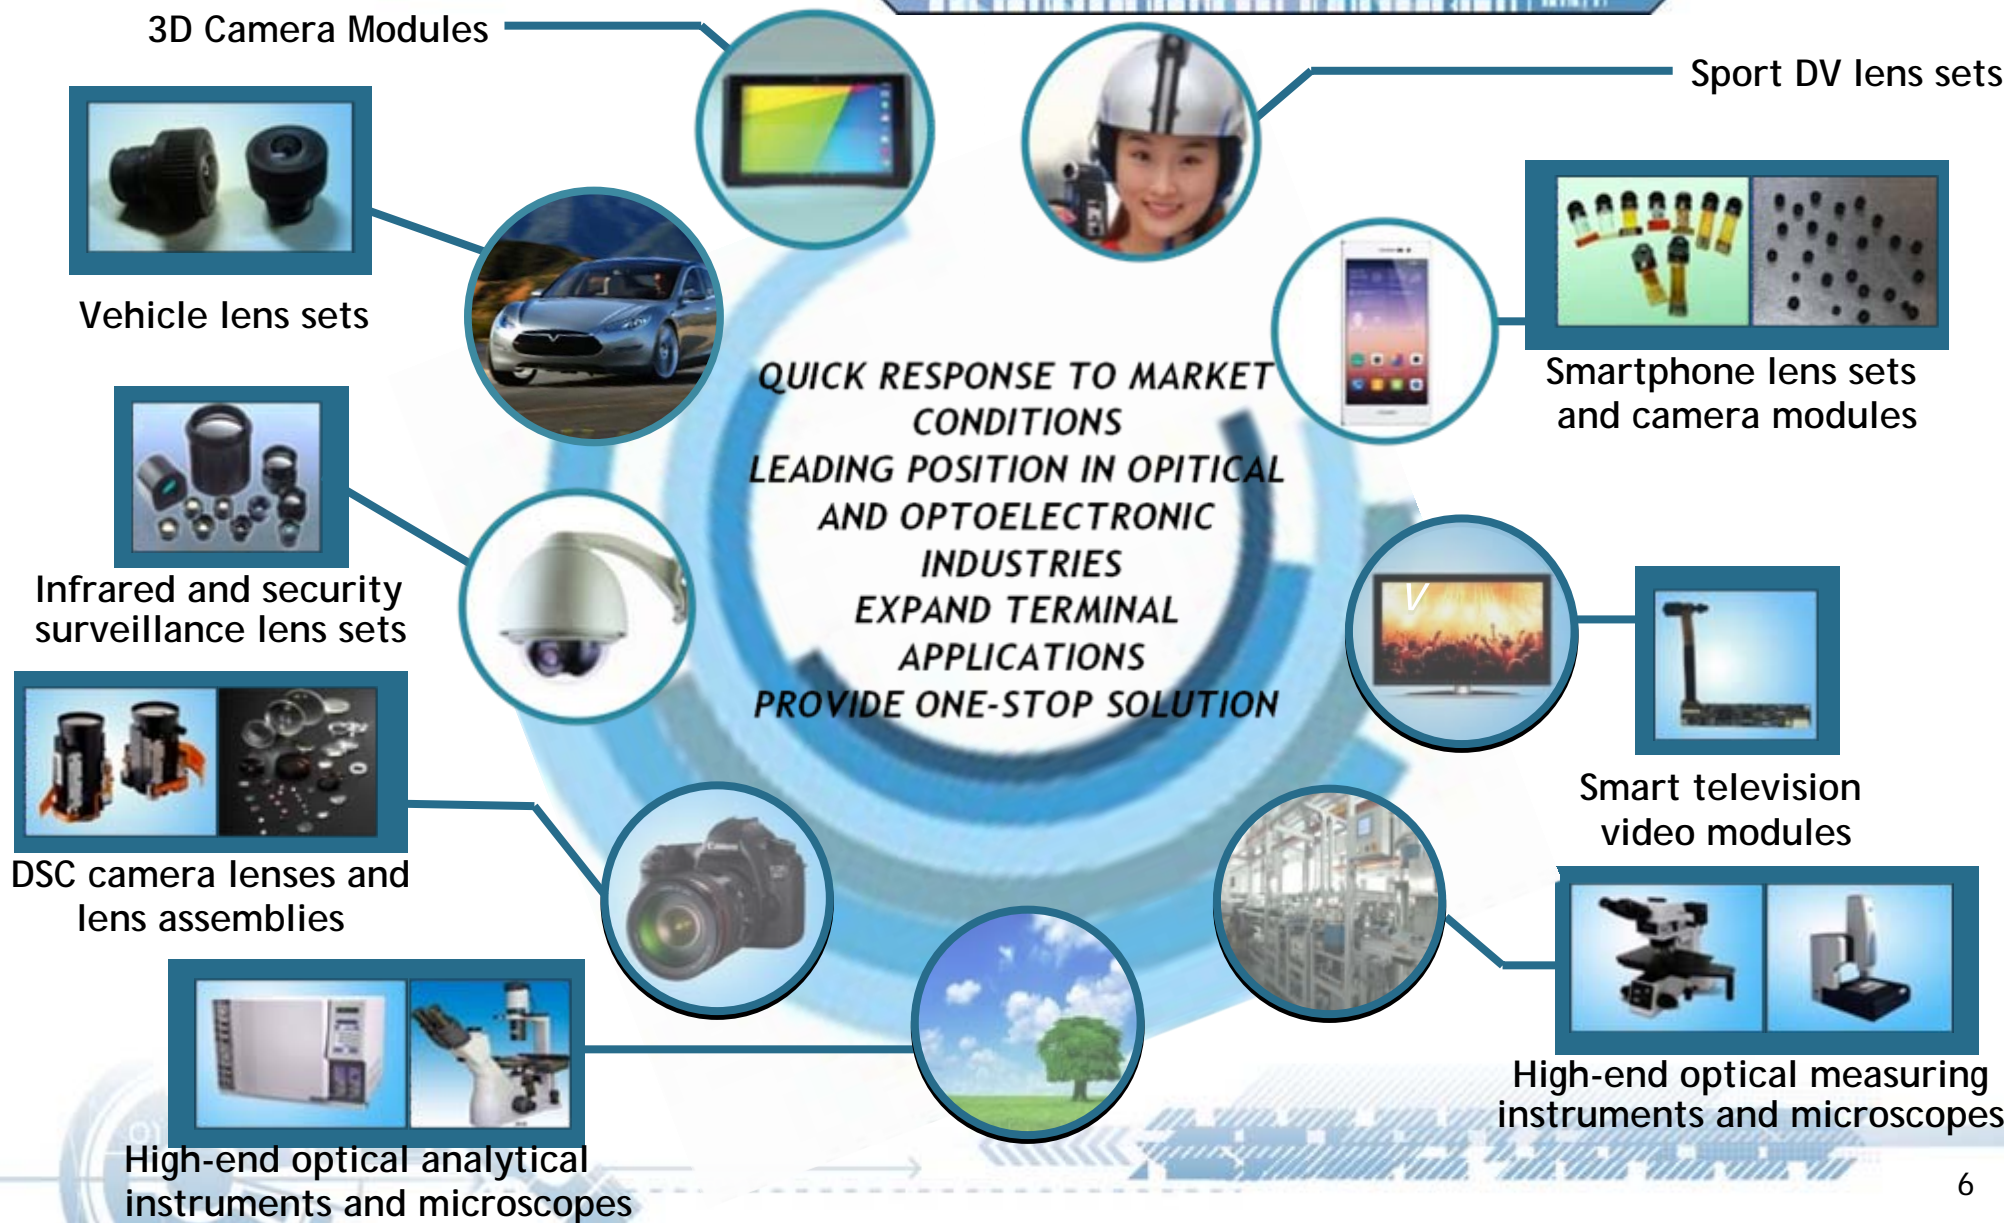 3D Camera Modules
Sport DV lens sets
Vehicle lens sets
Smartphone lens sets
and camera modules
QUICK RESPONSE TO MARKET
CONDITIONS
LEADING POSITION IN OPITICAL
AND OPTOELECTRONIC
INDUSTRIES
EXPAND TERMINAL
APPLICATIONS
PROVIDE ONE-STOP SOLUTION
Infrared and security
surveillance lens sets
V
Smart television
video modules
Canon
DSC camera lenses and
lens assemblies
High-end optical measuring
instruments and microscopes
High-end optical analytical
instruments and microscopes
6